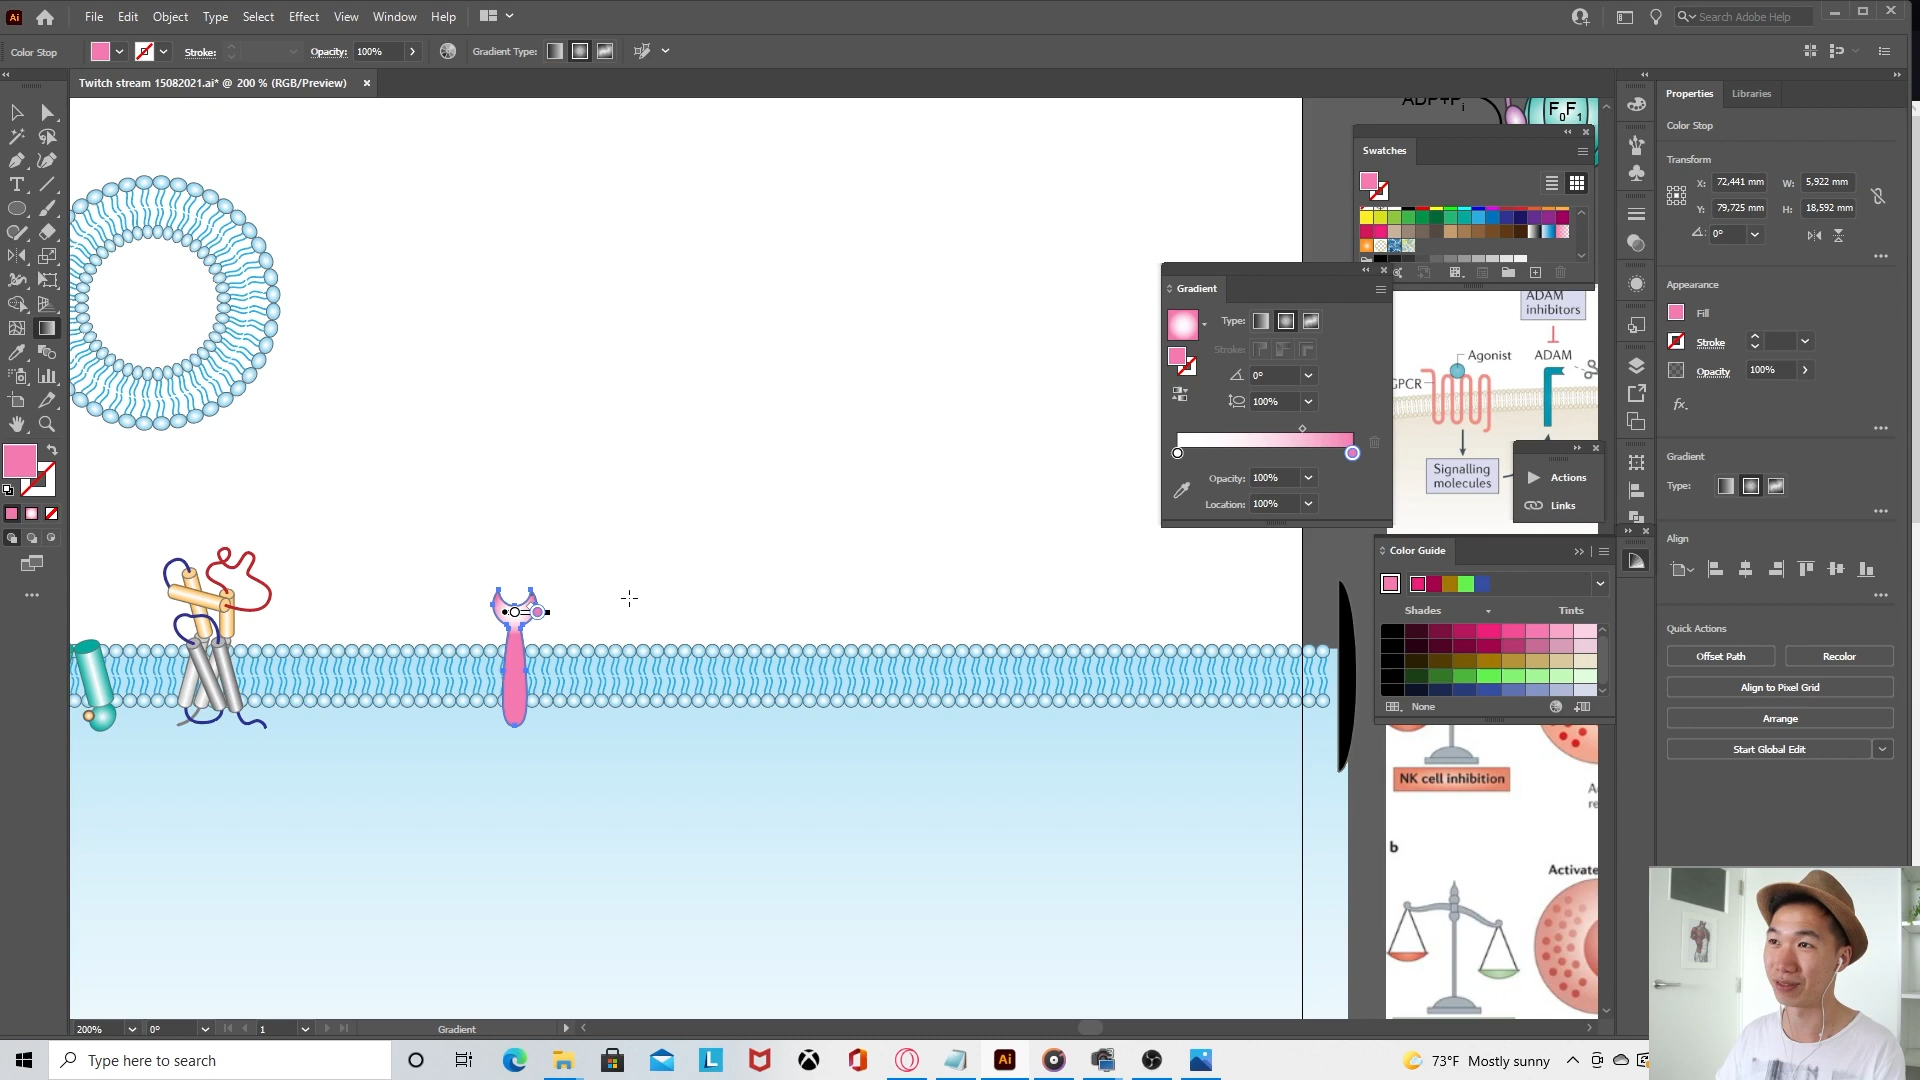 File Edit Object Type Select Effect View Window Help
Search Adobe Help
Color Stop
Stroke:
Opacity: 100%
Gradient Type:
Twitch stream 15082021.ai* @ 200 % (RGB/Preview)
ADP+Pi
F0F1
Swatches
Gradient
Type:
Stroke:
0°
100%
Opacity: 100%
Location: 100%
ADAM
inhibitors
Agonist
ADAM
GPCR
Signalling
molecules
Actions
Links
Color Guide
Shades
Tints
None
NK cell inhibition
b
Activate
Properties Libraries
Color Stop
Transform
X: 72,441 mm W: 5,922 mm
Y: 79,725 mm H: 18,592 mm
0°
Appearance
Fill
Stroke
Opacity 100%
fx
Gradient
Type:
Align
Quick Actions
Offset Path Recolor
Align to Pixel Grid
Arrange
Start Global Edit
200% 0° 1 Gradient
Type here to search
73°F Mostly sunny